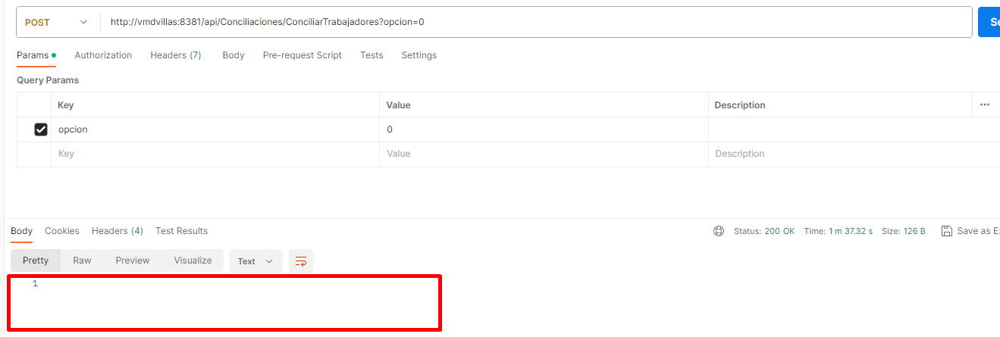 POST http://vmdvillas:8381/api/Conciliaciones/ConciliarTrabajadores?opcion=0
Params Authorization Headers (7) Body Pre-request Script Tests Settings
Query Params
Key Value Description
opcion 0
Key Value Description
Body Cookies Headers (4) Test Results Status: 200 OK Time: 1 m 37.32 s Size: 126 B Save as
Pretty Raw Preview Visualize Text
1